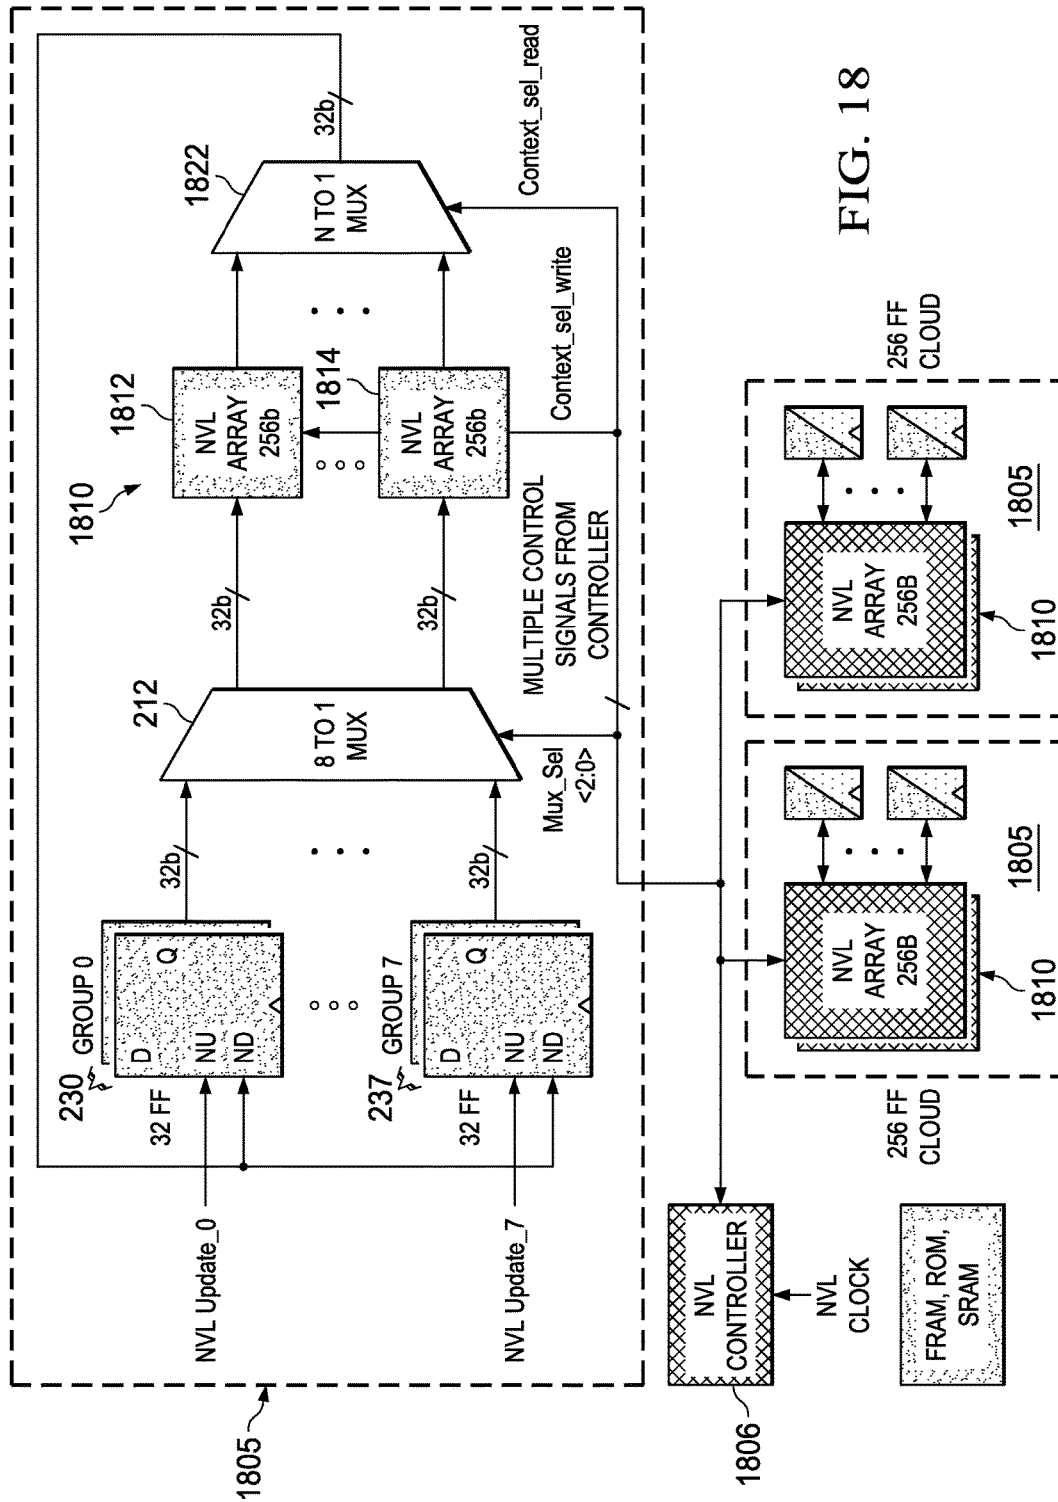 1805
NVL Update_0
NVL Update_7
230
32 FF
GROUP 0
D
Q
NU
ND
237
32 FF
GROUP 7
D
Q
NU
ND
32b
32b
212
8 TO 1
MUX
Mux_Sel
<2:0>
32b
32b
MULTIPLE CONTROL
SIGNALS FROM
CONTROLLER
1810
1812
NVL
ARRAY
256b
1814
NVL
ARRAY
256b
Context_sel_write
1822
N TO 1
MUX
Context_sel_read
32b
1806
NVL
CONTROLLER
NVL
CLOCK
FRAM, ROM,
SRAM
256 FF
CLOUD
NVL
ARRAY
256B
1810
1805
256 FF
CLOUD
NVL
ARRAY
256B
1810
1805
FIG. 18